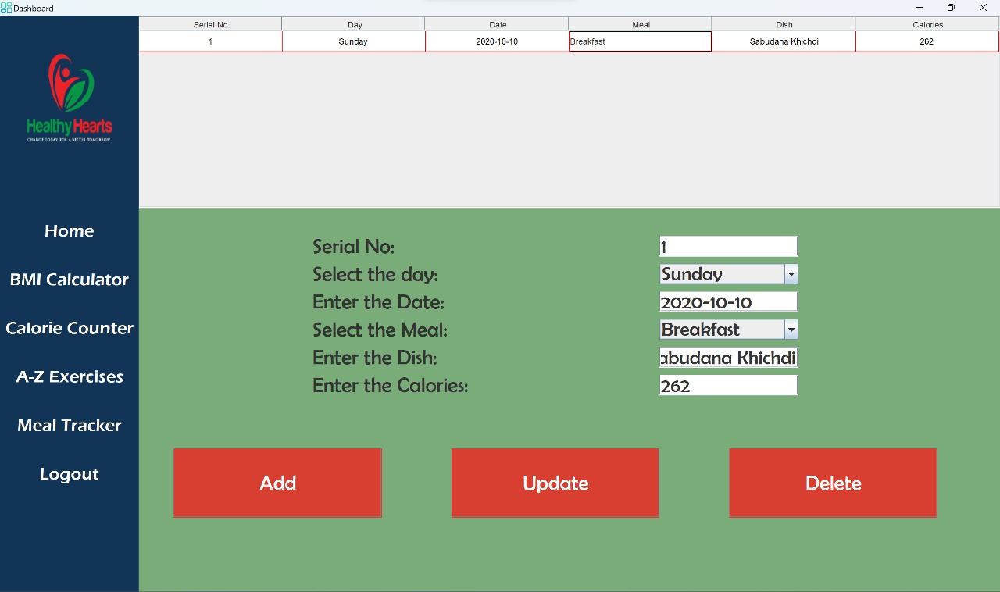 Dashboard
Serial No. Day Date Meal Dish Calories
1 Sunday 2020-10-10 Breakfast Sabudana Khichdi 262
Healthy Hearts
CHANGE TODAY FOR A BETTER TOMORROW
Home
BMI Calculator
Calorie Counter
A-Z Exercises
Meal Tracker
Logout
Serial No: 1
Select the day: Sunday
Enter the Date: 2020-10-10
Select the Meal: Breakfast
Enter the Dish: abudana Khichdi
Enter the Calories: 262
Add Update Delete